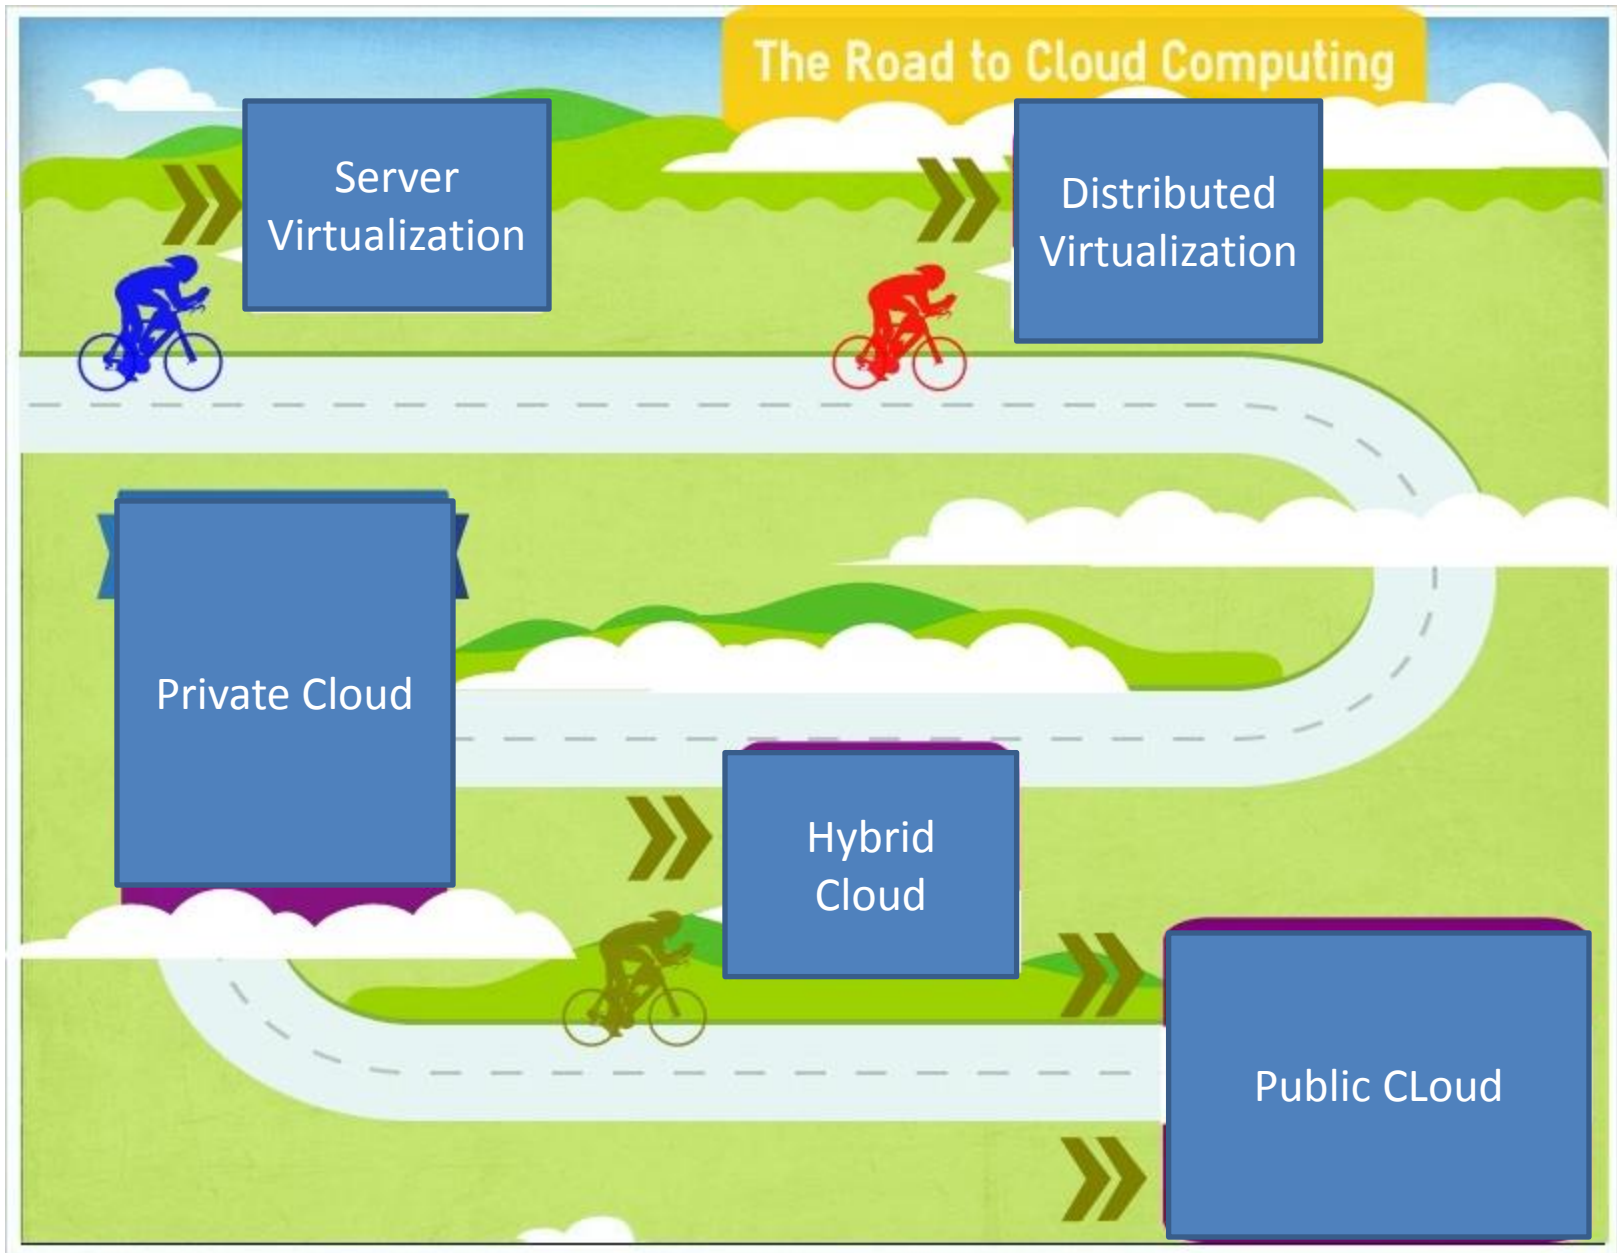 The Road to Cloud Computing
Server
Virtualization
Distributed
Virtualization
Private Cloud
Hybrid
Cloud
Public CLoud